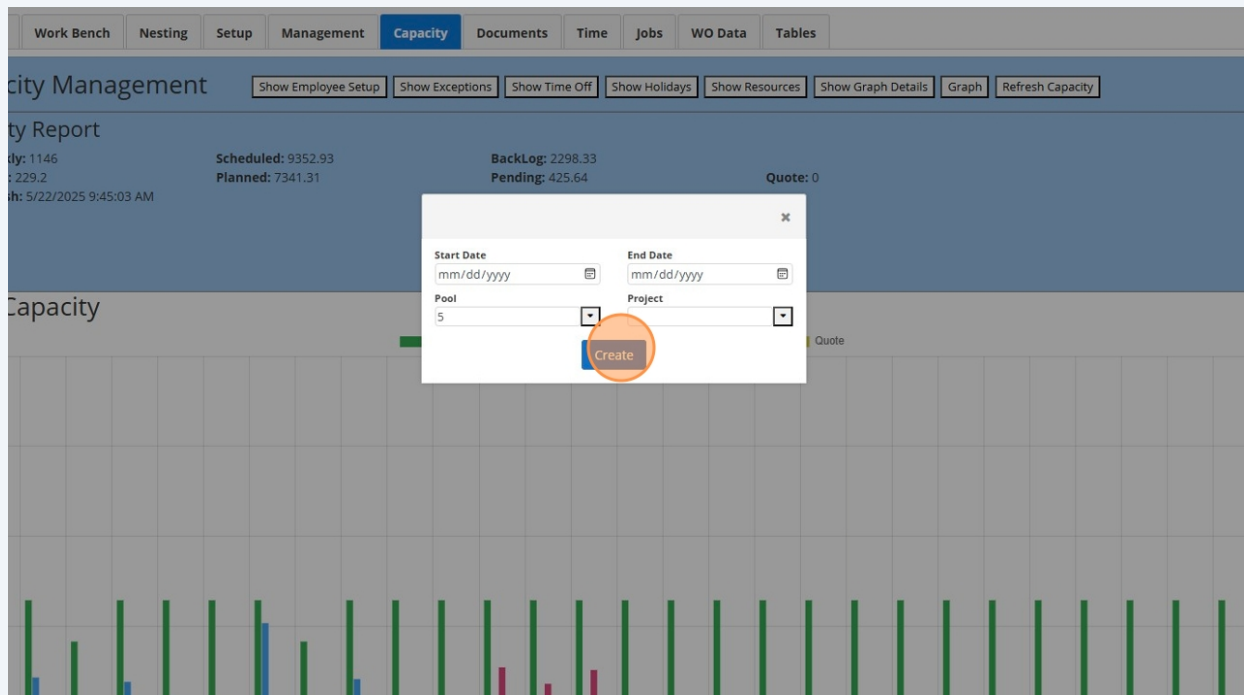 Work Bench Nesting Setup Management Capacity Documents Time Jobs WO Data Tables
city Management Show Employee Setup Show Exceptions Show Time Off Show Holidays Show Resources Show Graph Details Graph Refresh Capacity
ty Report
kly: 1146 Scheduled: 9352.93 BackLog: 2298.33
: 229.2 Planned: 7341.31 Pending: 425.64 Quote: 0
sh: 5/22/2025 9:45:03 AM
×
Start Date End Date
mm/dd/yyyy mm/dd/yyyy
Pool Project
5
Capacity
Quote
Create